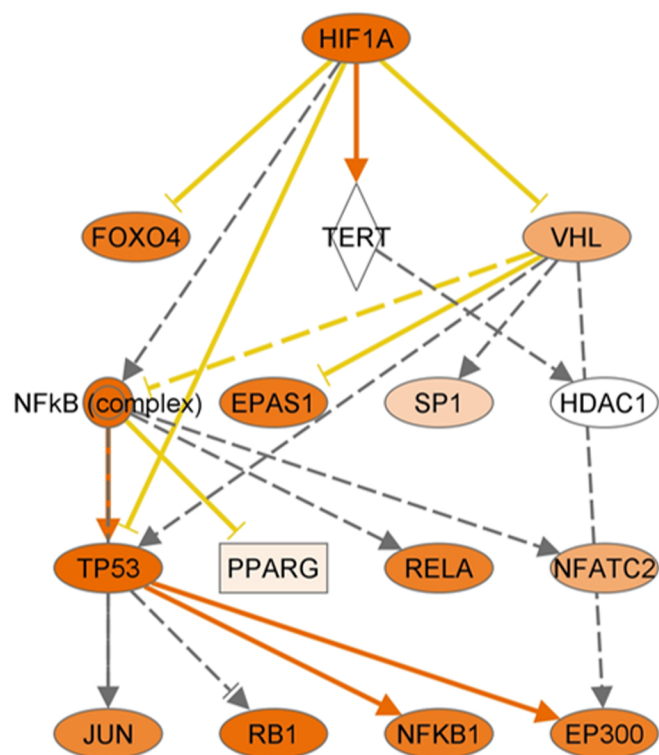 HIF1A
FOXO4
TERT
VHL
NFkB (complex)
EPAS1
SP1
HDAC1
TP53
PPARG
RELA
NFATC2
JUN
RB1
NFKB1
EP300